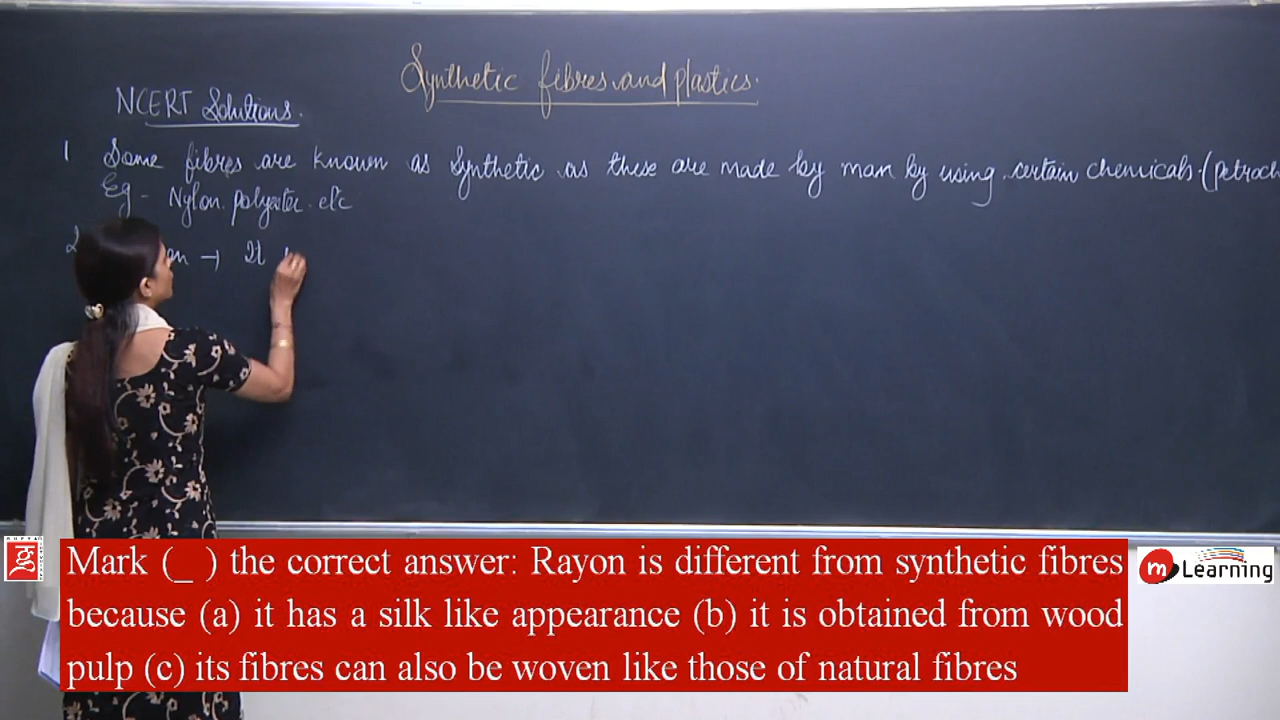 Synthetic fibres and plastics.
NCERT Solutions.
1 Some fibres are known as synthetic as these are made by man by using certain chemicals. (petroch
Eg - Nylon. polyester. etc
→ It
Mark (_ ) the correct answer: Rayon is different from synthetic fibres
because (a) it has a silk like appearance (b) it is obtained from wood
pulp (c) its fibres can also be woven like those of natural fibres
m Learning